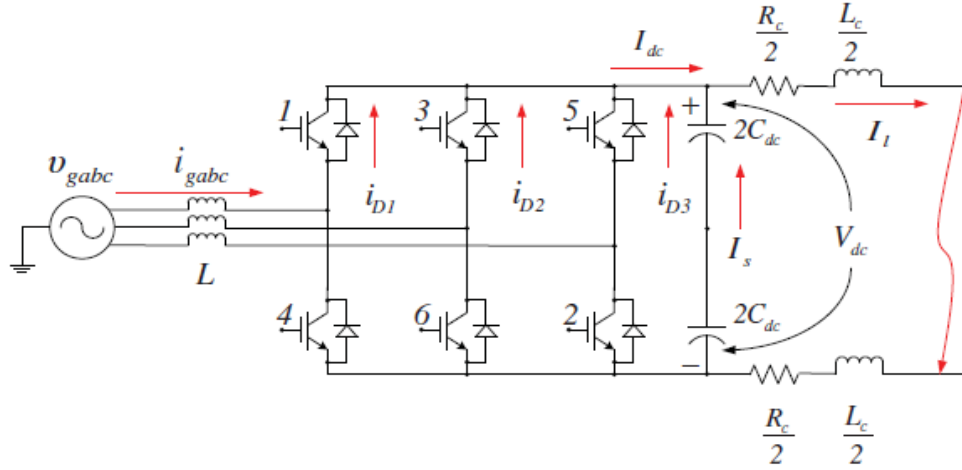 I_dc
R_c/2
L_c/2
1
3
5
+
2C_dc
I_l
v_gabc
i_gabc
i_D1
i_D2
i_D3
I_s
V_dc
L
4
6
2
2C_dc
−
R_c/2
L_c/2